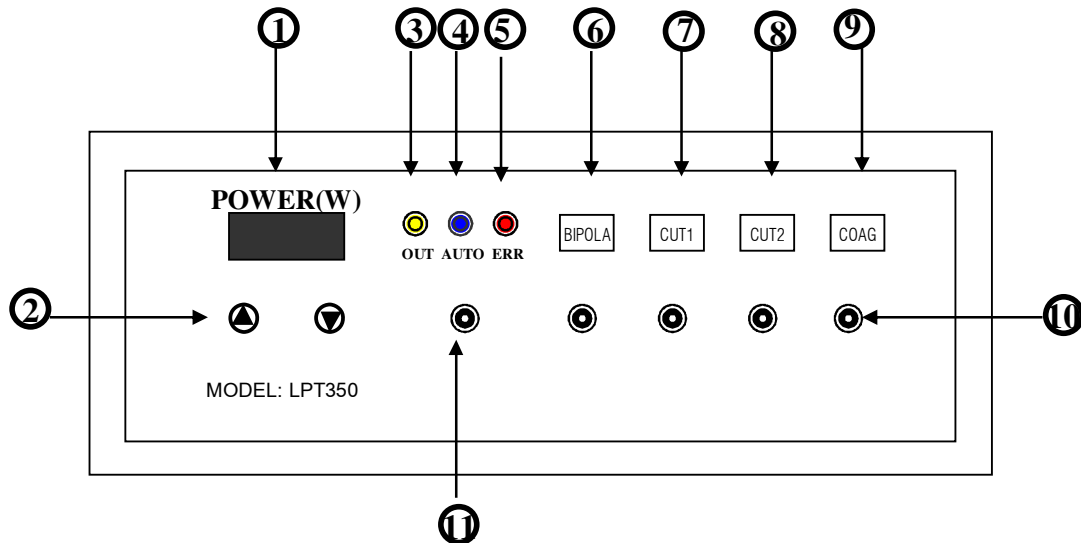 1 3 4 5 6 7 8 9
POWER(W)
OUT AUTO ERR
BIPOLA CUT1 CUT2 COAG
2
10
MODEL: LPT350
11